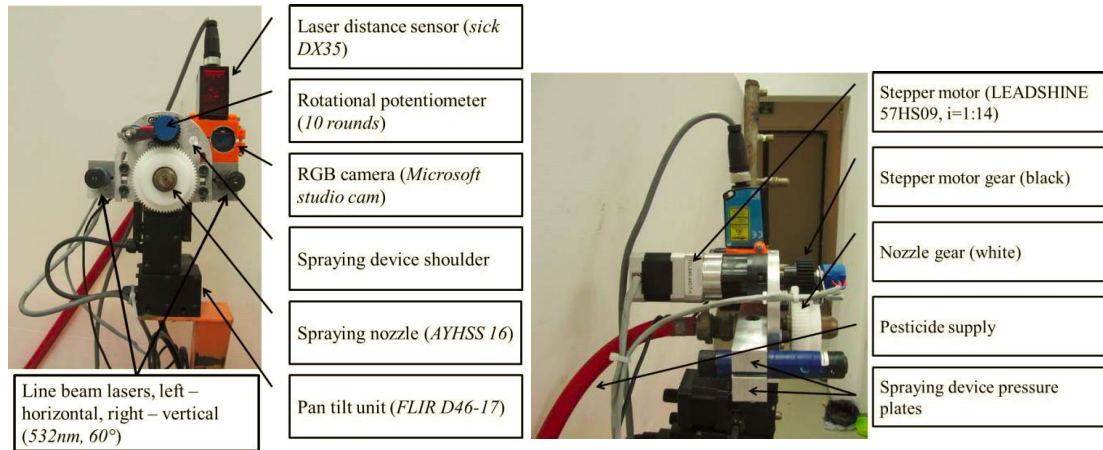 Laser distance sensor (sick
DX35)
Rotational potentiometer
(10 rounds)
RGB camera (Microsoft
studio cam)
Spraying device shoulder
Spraying nozzle (AYHSS 16)
Pan tilt unit (FLIR D46-17)
Line beam lasers, left –
horizontal, right – vertical
(532nm, 60°)
Stepper motor (LEADSHINE
57HS09, i=1:14)
Stepper motor gear (black)
Nozzle gear (white)
Pesticide supply
Spraying device pressure
plates